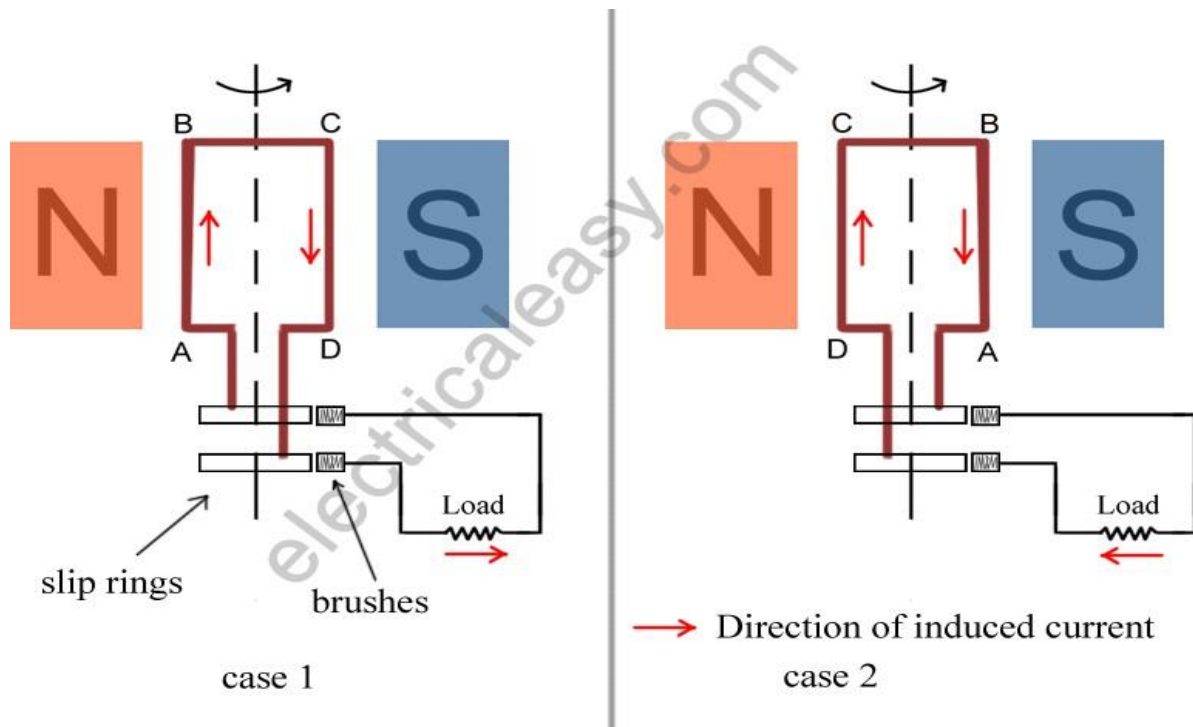 B C
N S
A D
Load
slip rings
brushes
case 1
C B
N S
D A
Load
Direction of induced current
case 2
electricaleasy.com